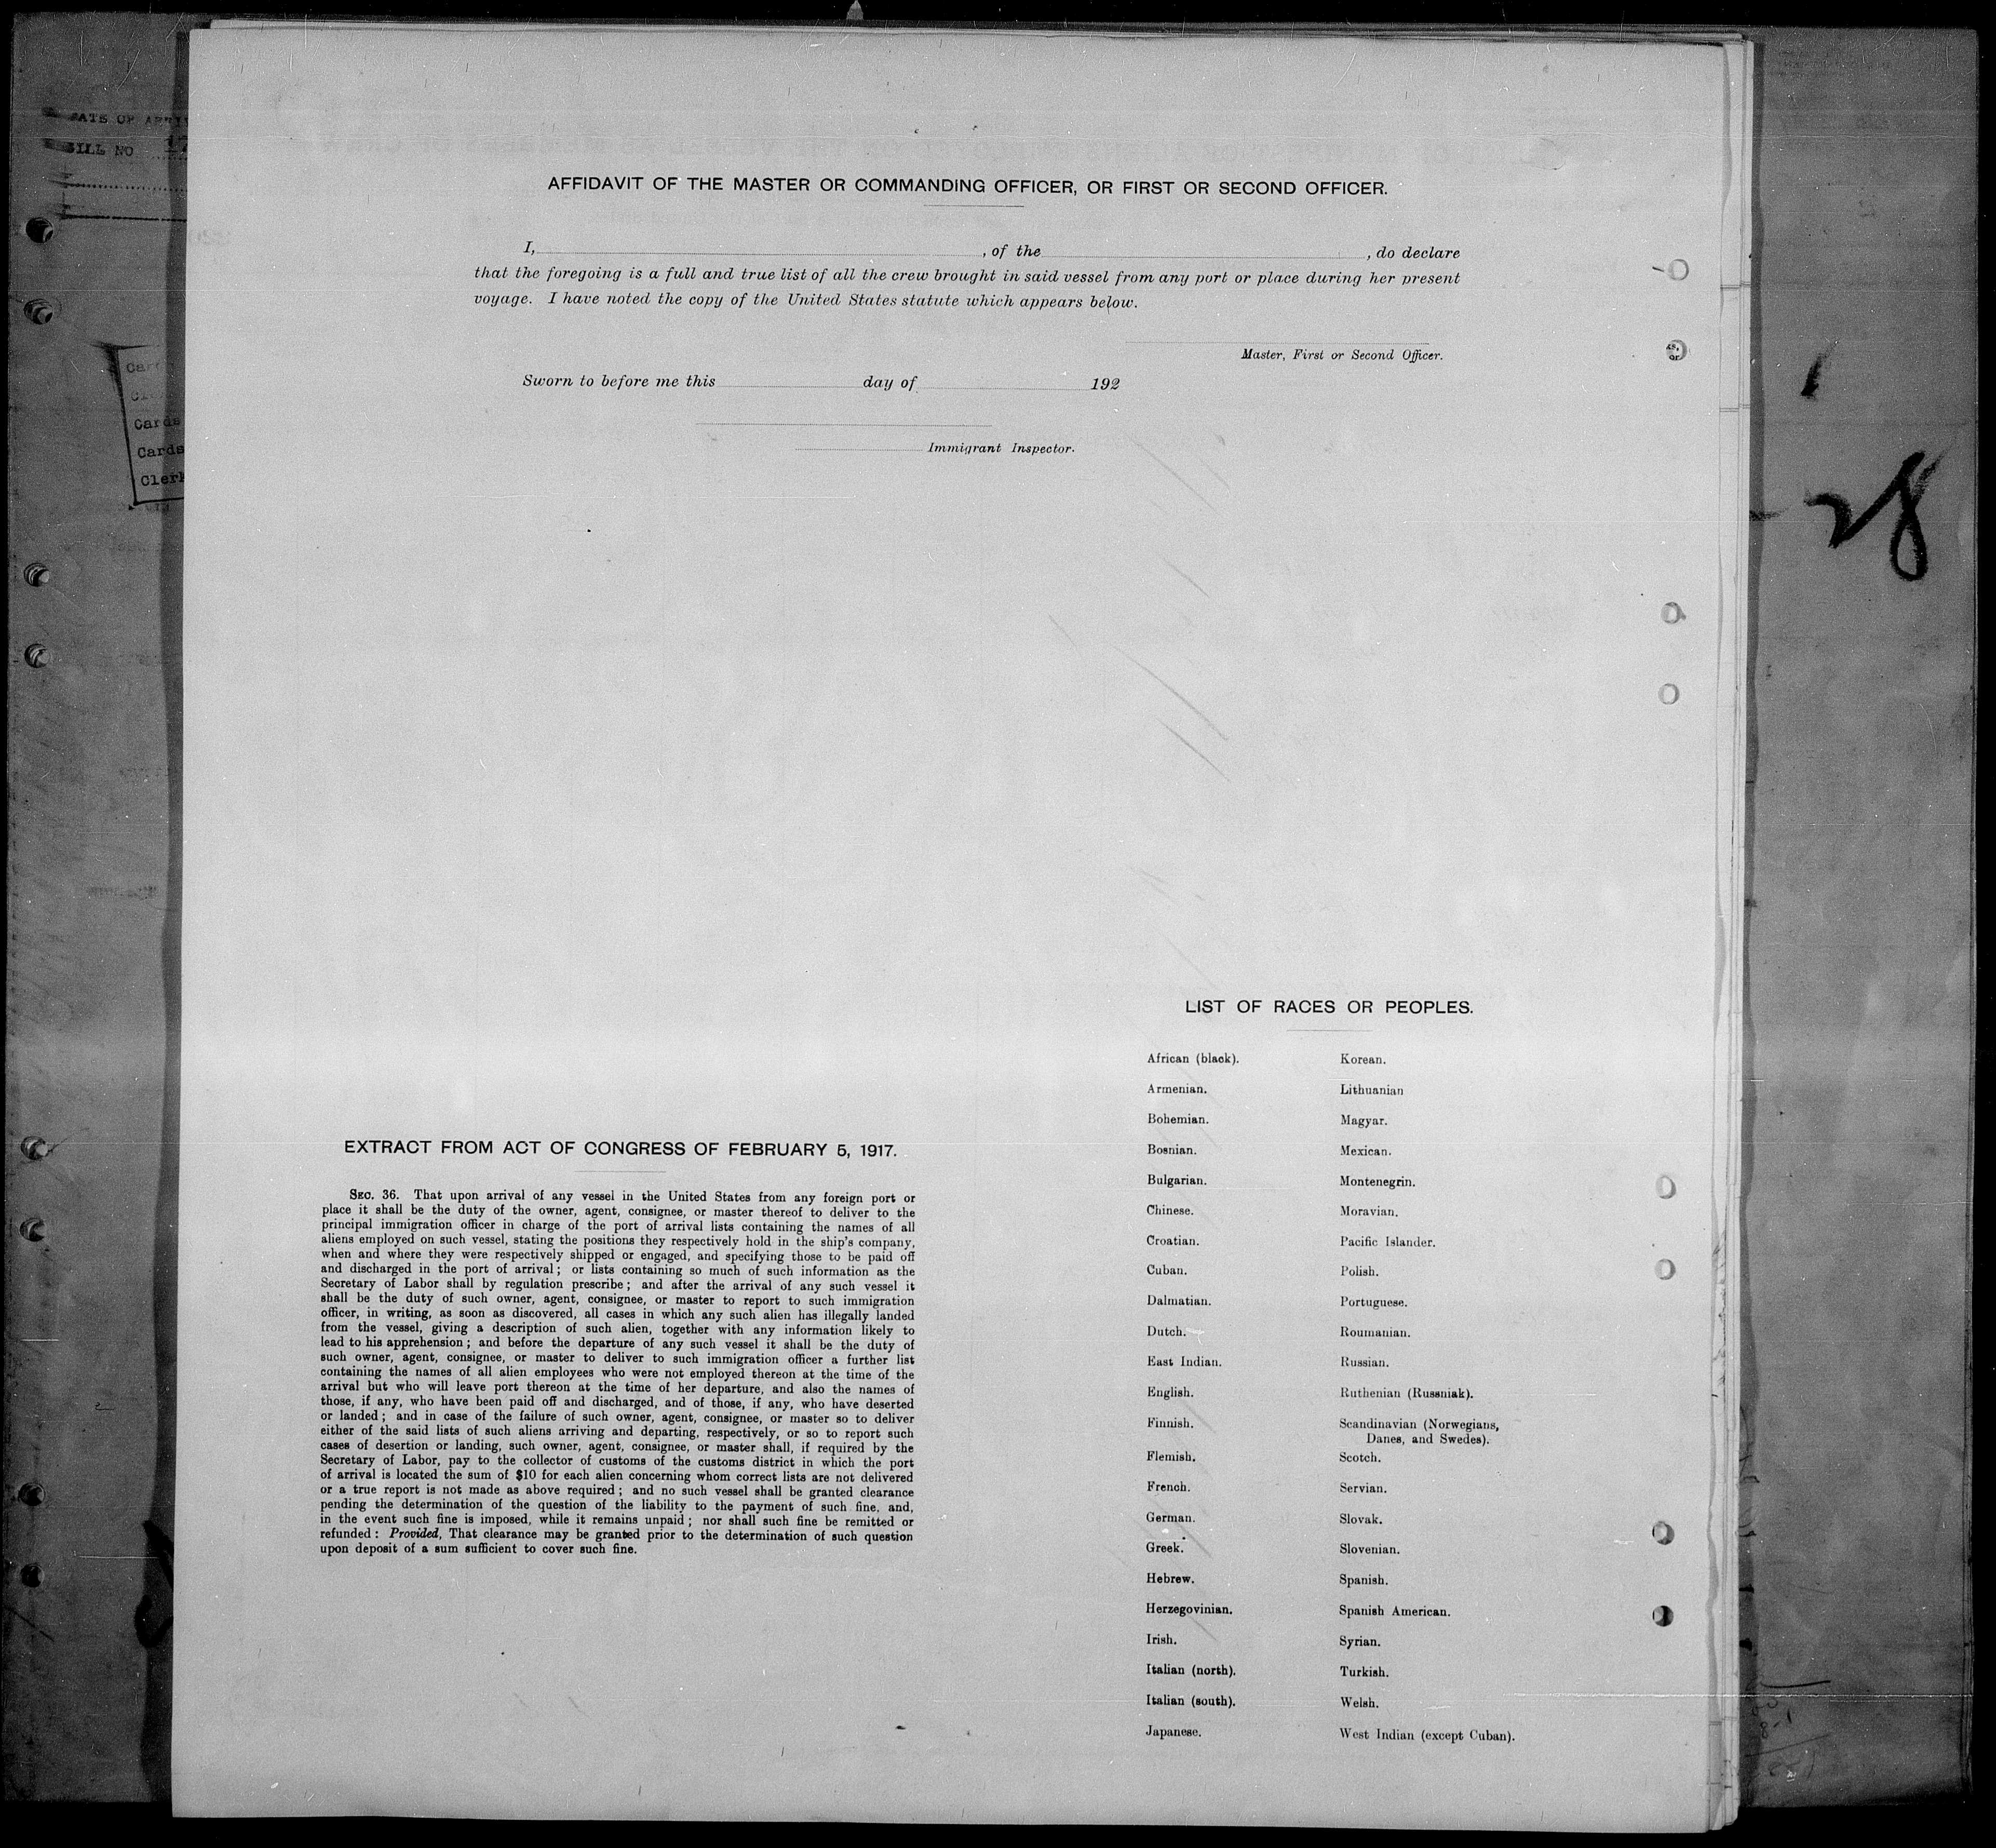 DATE OF
BILL NO 17
Cards
Cards
Cards
Clerk
AFFIDAVIT OF THE MASTER OR COMMANDING OFFICER, OR FIRST OR SECOND OFFICER.
I, , of the , do declare
that the foregoing is a full and true list of all the crew brought in said vessel from any port or place during her present
voyage. I have noted the copy of the United States statute which appears below.
Master, First or Second Officer.
Sworn to before me this day of 192
Immigrant Inspector.
28
EXTRACT FROM ACT OF CONGRESS OF FEBRUARY 5, 1917.
SEC. 36. That upon arrival of any vessel in the United States from any foreign port or
place it shall be the duty of the owner, agent, consignee, or master thereof to deliver to the
principal immigration officer in charge of the port of arrival lists containing the names of all
aliens employed on such vessel, stating the positions they respectively hold in the ship's company,
when and where they were respectively shipped or engaged, and specifying those to be paid off
and discharged in the port of arrival; or lists containing so much of such information as the
Secretary of Labor shall by regulation prescribe; and after the arrival of any such vessel it
shall be the duty of such owner, agent, consignee, or master to report to such immigration
officer, in writing, as soon as discovered, all cases in which any such alien has illegally landed
from the vessel, giving a description of such alien, together with any information likely to
lead to his apprehension; and before the departure of any such vessel it shall be the duty of
such owner, agent, consignee, or master to deliver to such immigration officer a further list
containing the names of all alien employees who were not employed thereon at the time of the
arrival but who will leave port thereon at the time of her departure, and also the names of
those, if any, who have been paid off and discharged, and of those, if any, who have deserted
or landed; and in case of the failure of such owner, agent, consignee, or master so to deliver
either of the said lists of such aliens arriving and departing, respectively, or so to report such
cases of desertion or landing, such owner, agent, consignee, or master shall, if required by the
Secretary of Labor, pay to the collector of customs of the customs district in which the port
of arrival is located the sum of $10 for each alien concerning whom correct lists are not delivered
or a true report is not made as above required; and no such vessel shall be granted clearance
pending the determination of the question of the liability to the payment of such fine, and,
in the event such fine is imposed, while it remains unpaid; nor shall such fine be remitted or
refunded: Provided, That clearance may be granted prior to the determination of such question
upon deposit of a sum sufficient to cover such fine.
LIST OF RACES OR PEOPLES.
African (black).
Armenian.
Bohemian.
Bosnian.
Bulgarian.
Chinese.
Croatian.
Cuban.
Dalmatian.
Dutch.
East Indian.
English.
Finnish.
Flemish.
French.
German.
Greek.
Hebrew.
Herzegovinian.
Irish.
Italian (north).
Italian (south).
Japanese.
Korean.
Lithuanian
Magyar.
Mexican.
Montenegrin.
Moravian.
Pacific Islander.
Polish.
Portuguese.
Roumanian.
Russian.
Ruthenian (Russniak).
Scandinavian (Norwegians,
Danes, and Swedes).
Scotch.
Servian.
Slovak.
Slovenian.
Spanish.
Spanish American.
Syrian.
Turkish.
Welsh.
West Indian (except Cuban).